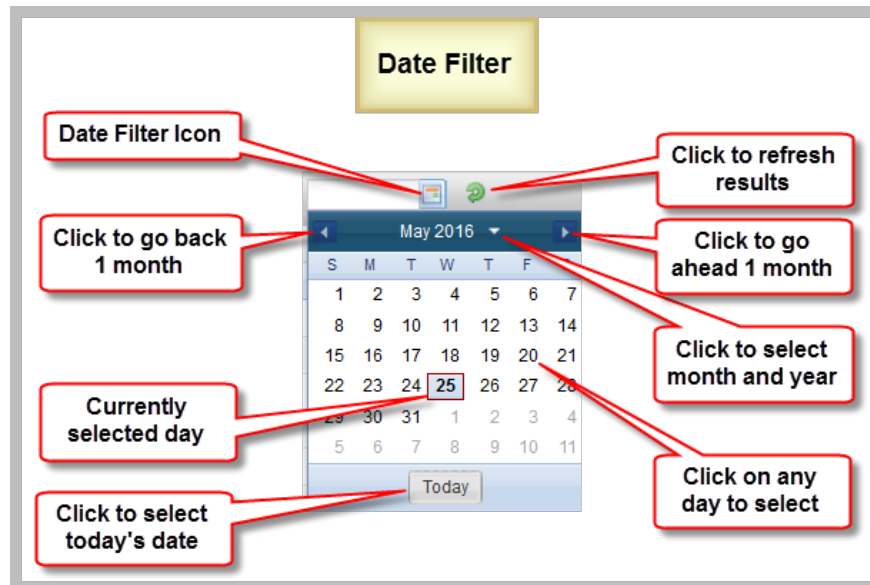 Date Filter
Date Filter Icon
Click to refresh
results
Click to go back
1 month
May 2016
Click to go
ahead 1 month
S M T W T F
1 2 3 4 5 6 7
8 9 10 11 12 13 14
15 16 17 18 19 20 21
Click to select
month and year
22 23 24 25 26 27 28
Currently
selected day
29 30 31 1 2 3 4
5 6 7 8 9 10 11
Click on any
day to select
Today
Click to select
today's date